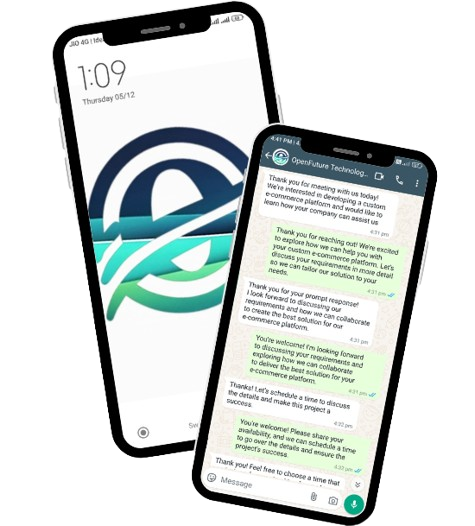 JIO 4G | Ide
1:09
Thursday 05/12
4:41 PM | 4
OpenFuture Technolog...
Thank you for meeting with us today!
We're interested in developing a custom
e-commerce platform and would like to
learn how your company can assist us
4:31 pm
Thank you for reaching out! We're excited
to explore how we can help you with
your custom e-commerce platform. Let's
discuss your requirements in more detail
so we can tailor our solution to your
needs.
4:31 pm
Thank you for your prompt response!
I look forward to discussing our
requirements and how we can collaborate
to create the best solution for our
e-commerce platform.
4:31 pm
You're welcome! I'm looking forward
to discussing your requirements and
exploring how we can collaborate
to deliver the best solution for your
e-commerce platform.
4:31 pm
Thanks! Let's schedule a time to discuss
the details and make this project a
success.
4:32 pm
You're welcome! Please share your
availability, and we can schedule a time
to go over the details and ensure the
project's success.
4:33 pm
Thank you! Feel free to choose a time that
Message